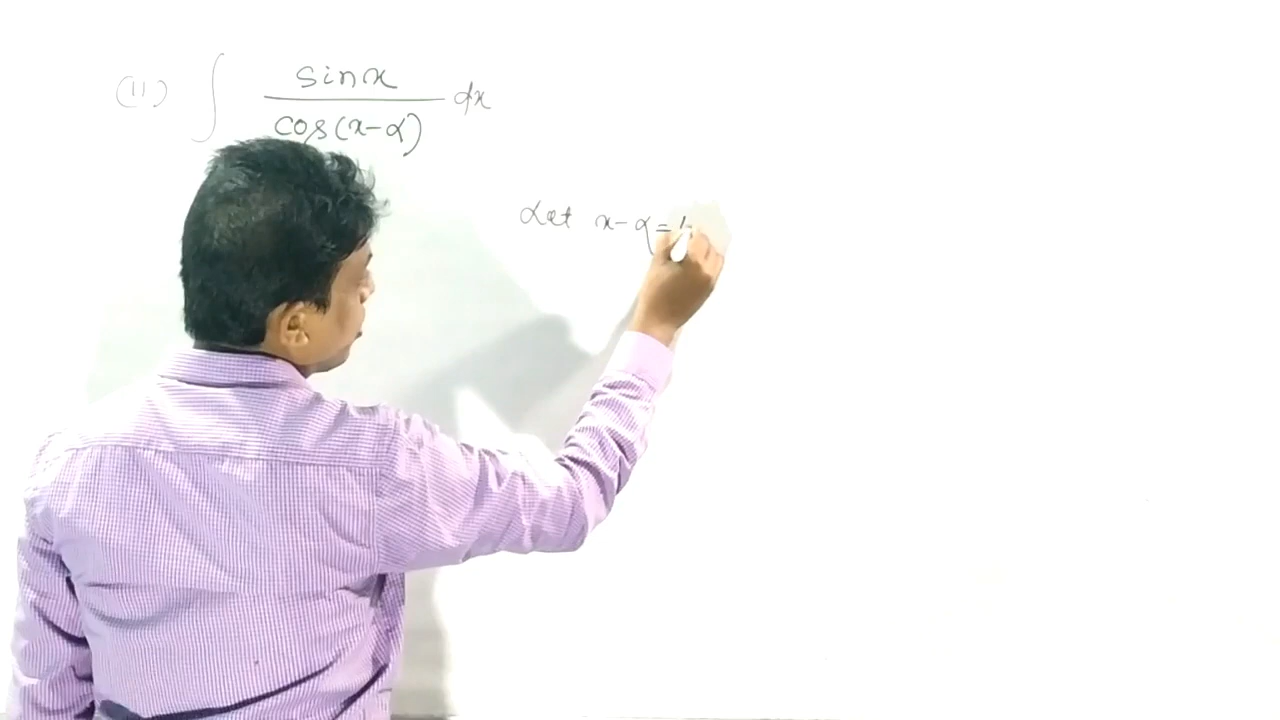 (11) ∫ sinx / cos(x-α) dx
Let x-α=t